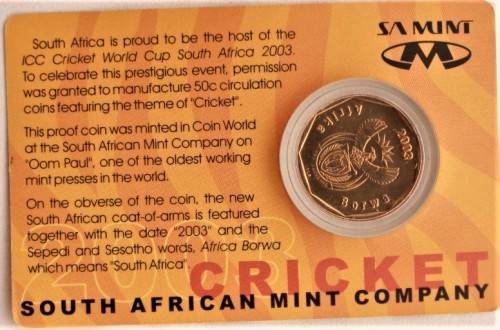 South Africa is proud to be the host of the
ICC Cricket World Cup South Africa 2003.
To celebrate this prestigious event, permission
was granted to manufacture 50c circulation
coins featuring the theme of "Cricket".
This proof coin was minted in Coin World
at the South African Mint Company on
"Oom Paul", one of the oldest working
mint presses in the world.
On the obverse of the coin, the new
South African coat-of-arms is featured
together with the date "2003" and the
Sepedi and Sesotho words, Africa Borwa
which means "South Africa".
SA MINT
Afrika
2003
Borwa
2003
CRICKET
SOUTH AFRICAN MINT COMPANY